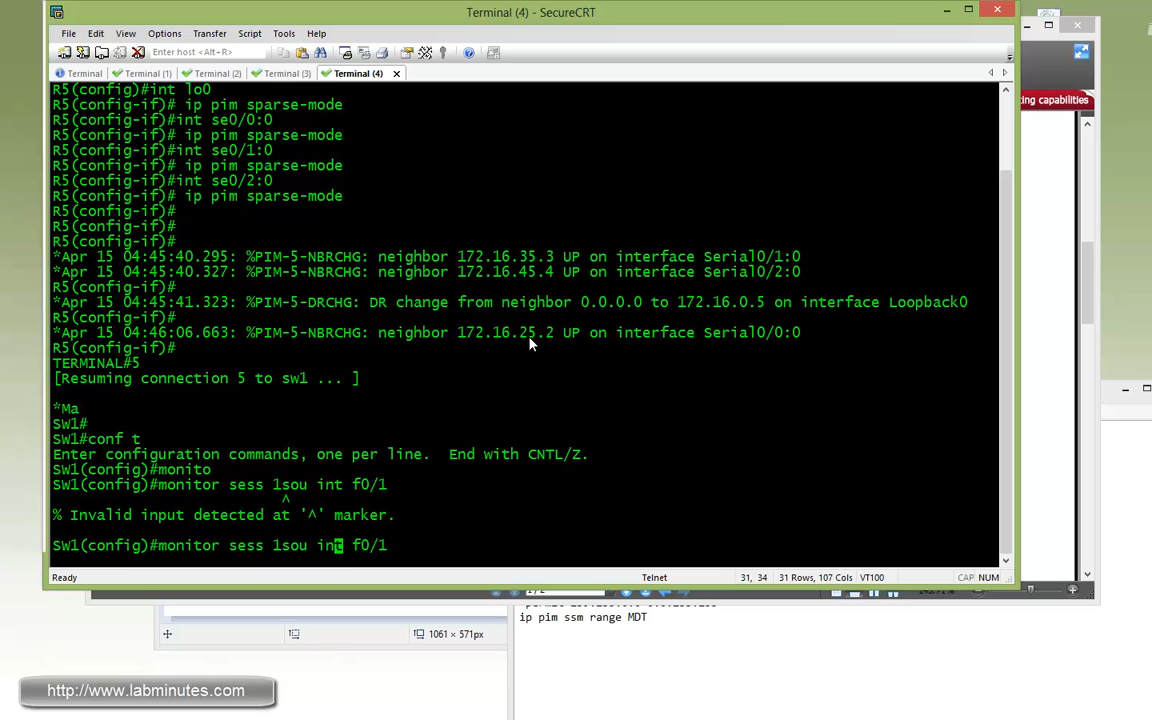 Terminal (4) - SecureCRT
File Edit View Options Transfer Script Tools Help
Enter host <Alt+R>
Terminal Terminal (1) Terminal (2) Terminal (3) Terminal (4)
R5(config)#int lo0
R5(config-if)# ip pim sparse-mode
R5(config-if)#int se0/0:0
R5(config-if)# ip pim sparse-mode
R5(config-if)#int se0/1:0
R5(config-if)# ip pim sparse-mode
R5(config-if)#int se0/2:0
R5(config-if)# ip pim sparse-mode
R5(config-if)#
R5(config-if)#
R5(config-if)#
*Apr 15 04:45:40.295: %PIM-5-NBRCHG: neighbor 172.16.35.3 UP on interface Serial0/1:0
*Apr 15 04:45:40.327: %PIM-5-NBRCHG: neighbor 172.16.45.4 UP on interface Serial0/2:0
R5(config-if)#
*Apr 15 04:45:41.323: %PIM-5-DRCHG: DR change from neighbor 0.0.0.0 to 172.16.0.5 on interface Loopback0
R5(config-if)#
*Apr 15 04:46:06.663: %PIM-5-NBRCHG: neighbor 172.16.25.2 UP on interface Serial0/0:0
R5(config-if)#
TERMINAL#5
[Resuming connection 5 to sw1 ... ]
*Ma
SW1#
SW1#conf t
Enter configuration commands, one per line.  End with CNTL/Z.
SW1(config)#monito
SW1(config)#monitor sess 1sou int f0/1
^
% Invalid input detected at '^' marker.
SW1(config)#monitor sess 1sou int f0/1
Ready Telnet 31, 34 31 Rows, 107 Cols VT100 CAP NUM
ing capabilities
ip pim ssm range MDT
1061 × 571px
http://www.labminutes.com